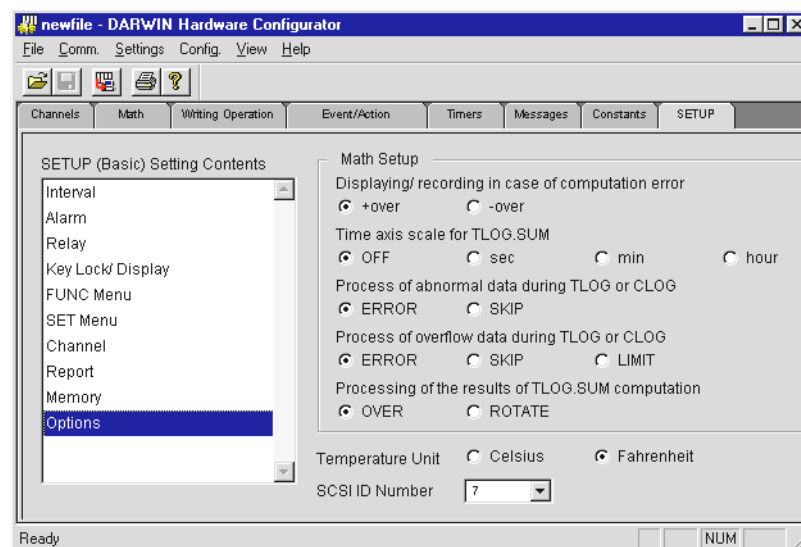 newfile - DARWIN Hardware Configurator
File Comm. Settings Config. View Help
Channels Math Writing Operation Event/Action Timers Messages Constants SETUP
SETUP (Basic) Setting Contents
Interval
Alarm
Relay
Key Lock/ Display
FUNC Menu
SET Menu
Channel
Report
Memory
Options
Math Setup
Displaying/ recording in case of computation error
+over -over
Time axis scale for TLOG.SUM
OFF sec min hour
Process of abnormal data during TLOG or CLOG
ERROR SKIP
Process of overflow data during TLOG or CLOG
ERROR SKIP LIMIT
Processing of the results of TLOG.SUM computation
OVER ROTATE
Temperature Unit Celsius Fahrenheit
SCSI ID Number 7
Ready NUM